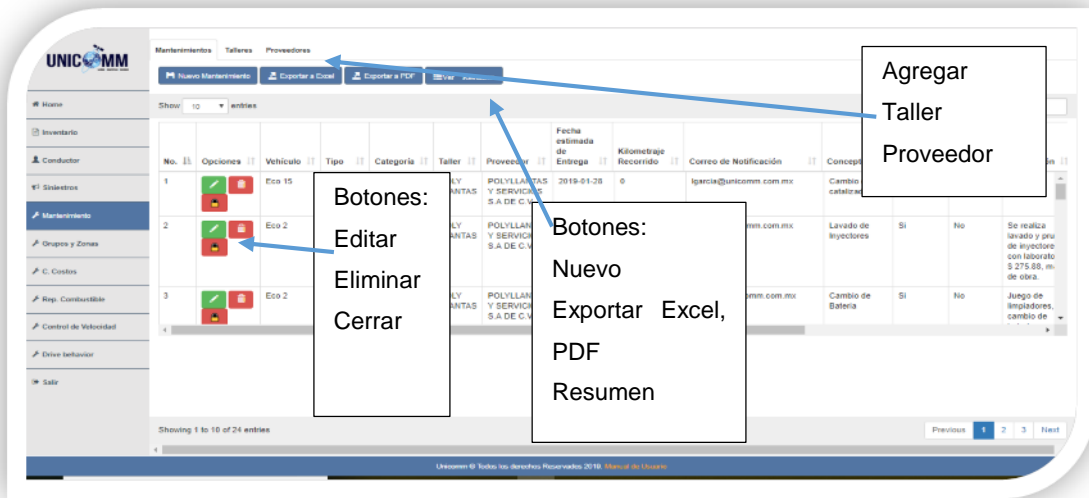 UNICOMM
Mantenimientos Talleres Proveedores
Nuevo Mantenimiento Exportar a Excel Exportar a PDF Ver
Show 10 entries
Home
Inventario
Conductor
Siniestros
Mantenimiento
Grupos y Zonas
C. Costos
Rep. Combustible
Control de Velocidad
Drive behavior
Salir
No. Opciones Vehículo Tipo Categoria Taller Proveedor Fecha estimada de Entrega Kilometraje Recorrido Correo de Notificación
1 Eco 15 POLYLLANTAS Y SERVICIOS S.A DE C.V 2019-01-28 0 lgarcia@unicomm.com.mx Cambio
2 Eco 2 Lavado de Inyectores Si No Se realiza lavado y
con laborato
$ 275.88,
de obra.
3 Eco 2 Cambio de Bateria Si No Juego de limpiadores, cambio de
Agregar
Taller
Proveedor
Botones:
Editar
Eliminar
Cerrar
Botones:
Nuevo
Exportar Excel,
PDF
Resumen
Showing 1 to 10 of 24 entries
Previous 1 2 3 Next
Unicomm © Todos los derechos Reservados 2018. Manual de Usuario